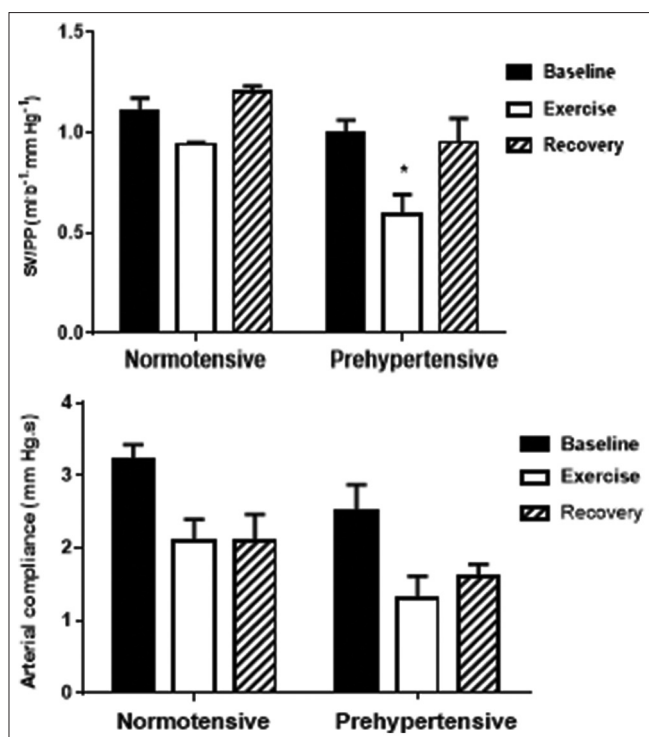 SV/PP (ml·b⁻¹·mm Hg⁻¹)
1.5
1.0
0.5
0.0
Baseline
Exercise
Recovery
*
Normotensive Prehypertensive
Arterial compliance (mm Hg.s)
4
3
2
1
0
Baseline
Exercise
Recovery
Normotensive Prehypertensive